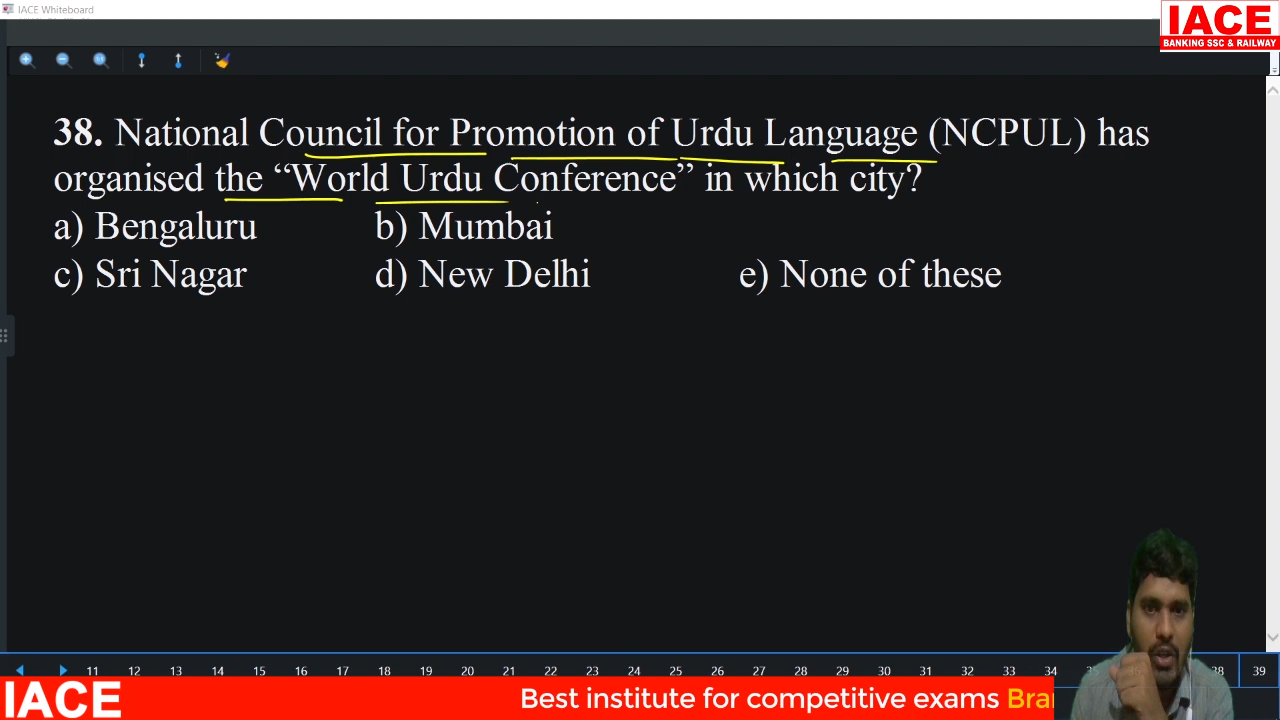 IACE Whiteboard
IACE
BANKING SSC & RAILWAY
38. National Council for Promotion of Urdu Language (NCPUL) has
organised the “World Urdu Conference” in which city?
a) Bengaluru b) Mumbai
c) Sri Nagar d) New Delhi e) None of these
11 12 13 14 15 16 17 18 19 20 21 22 23 24 25 26 27 28 29 30 31 32 33 34 38 39
IACE Best institute for competitive exams Bra